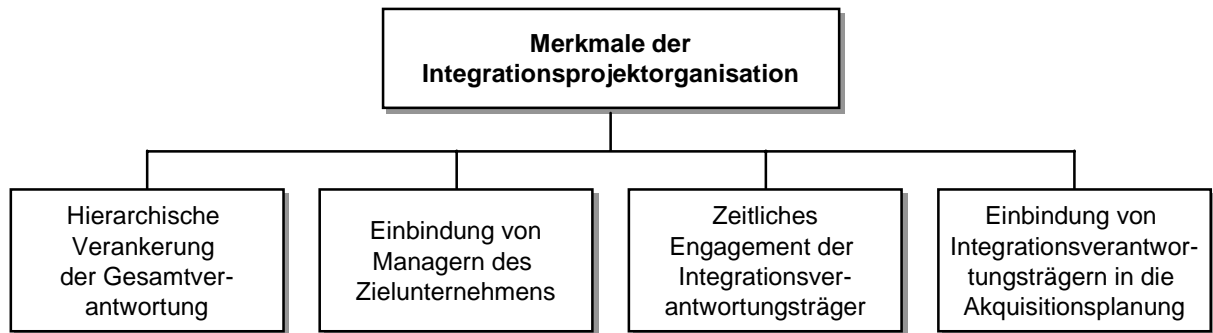 Merkmale der
Integrationsprojektorganisation
Hierarchische
Verankerung
der Gesamtver-
antwortung
Einbindung von
Managern des
Zielunternehmens
Zeitliches
Engagement der
Integrationsver-
antwortungsträger
Einbindung von
Integrationsverantwor-
tungsträgern in die
Akquisitionsplanung